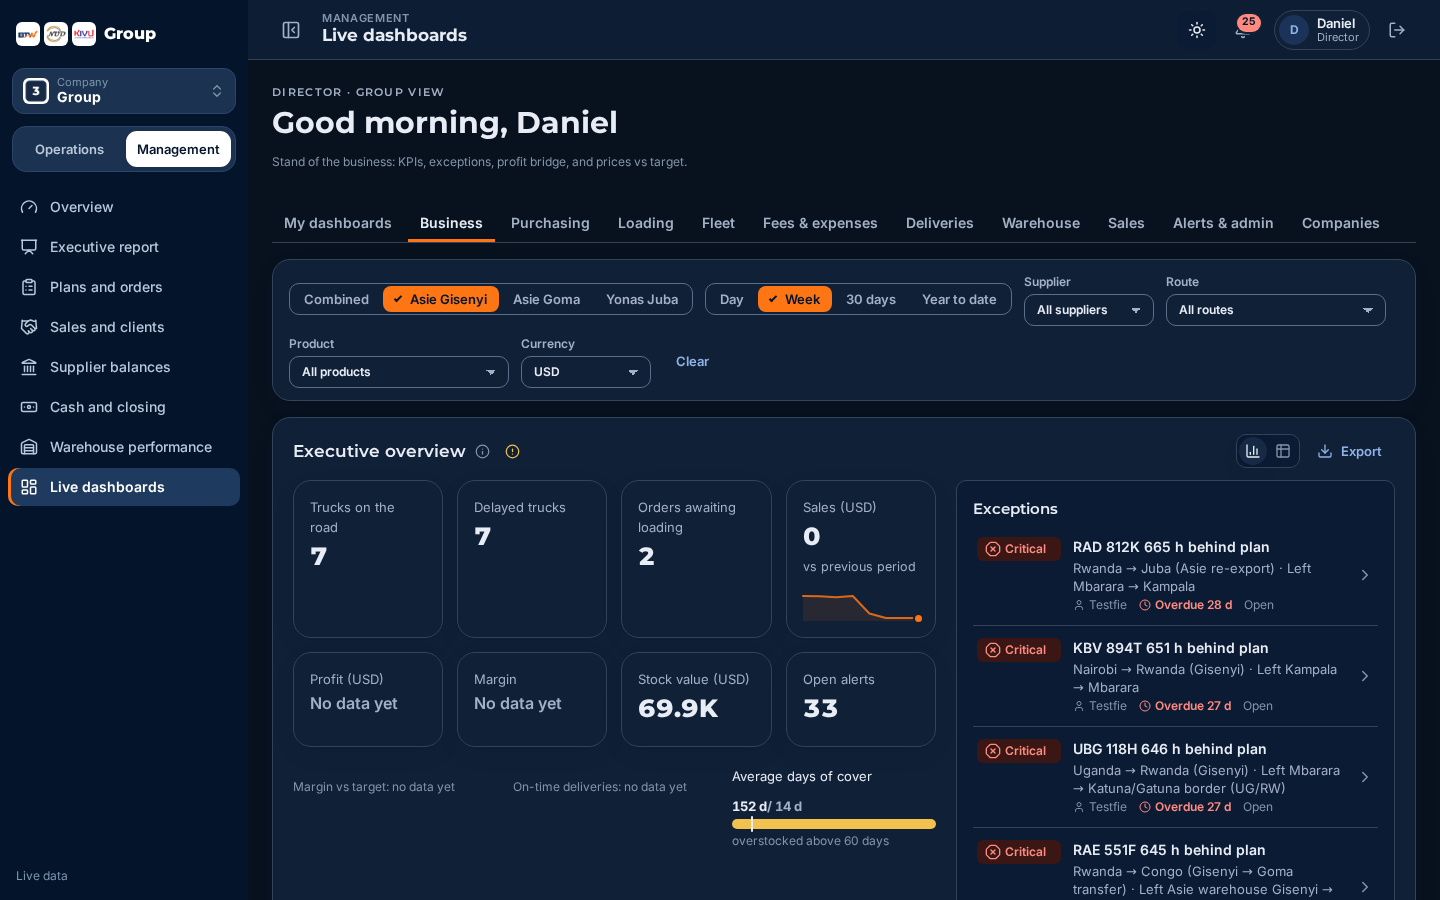 BTW
NTD
KIVU
Group
Company
3
Group
Operations
Management
Overview
Executive report
Plans and orders
Sales and clients
Supplier balances
Cash and closing
Warehouse performance
Live dashboards
Live data
MANAGEMENT
Live dashboards
25
D
Daniel
Director
DIRECTOR · GROUP VIEW
Good morning, Daniel
Stand of the business: KPIs, exceptions, profit bridge, and prices vs target.
My dashboards
Business
Purchasing
Loading
Fleet
Fees & expenses
Deliveries
Warehouse
Sales
Alerts & admin
Companies
Combined
✔ Asie Gisenyi
Asie Goma
Yonas Juba
Day
✔ Week
30 days
Year to date
Supplier
All suppliers
Route
All routes
Product
All products
Currency
USD
Clear
Executive overview
Export
Trucks on the
road
7
Delayed trucks
7
Orders awaiting
loading
2
Sales (USD)
0
vs previous period
Profit (USD)
No data yet
Margin
No data yet
Stock value (USD)
69.9K
Open alerts
33
Margin vs target: no data yet
On-time deliveries: no data yet
Average days of cover
152 d/ 14 d
overstocked above 60 days
Exceptions
Critical
RAD 812K 665 h behind plan
Rwanda → Juba (Asie re-export) · Left
Mbarara → Kampala
Testfie
Overdue 28 d
Open
Critical
KBV 894T 651 h behind plan
Nairobi → Rwanda (Gisenyi) · Left Kampala
→ Mbarara
Testfie
Overdue 27 d
Open
Critical
UBG 118H 646 h behind plan
Uganda → Rwanda (Gisenyi) · Left Mbarara
→ Katuna/Gatuna border (UG/RW)
Testfie
Overdue 27 d
Open
Critical
RAE 551F 645 h behind plan
Rwanda → Congo (Gisenyi → Goma
transfer) · Left Asie warehouse Gisenyi →